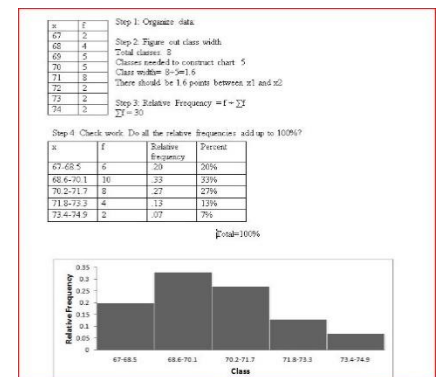 x f
67 2
68 4
69 5
70 5
71 8
72 2
73 2
74 2
Step 1: Organize data
Step 2: Figure out class width
Total classes: 8
Classes needed to construct chart 5
Class width= 8÷5=1.6
There should be 1.6 points between x1 and x2
Step 3: Relative Frequency = f ÷ ∑f
∑f = 30
Step 4 Check work. Do all the relative frequencies add up to 100%?
x f Relative frequency Percent
67-68.5 6 .20 20%
68.6-70.1 10 .33 33%
70.2-71.7 8 .27 27%
71.8-73.3 4 .13 13%
73.4-74.9 2 .07 7%
Total=100%
Relative Frequency
0.35
0.3
0.25
0.2
0.15
0.1
0.05
0
67-68.5 68.6-70.1 70.2-71.7 71.8-73.3 73.4-74.9
Class